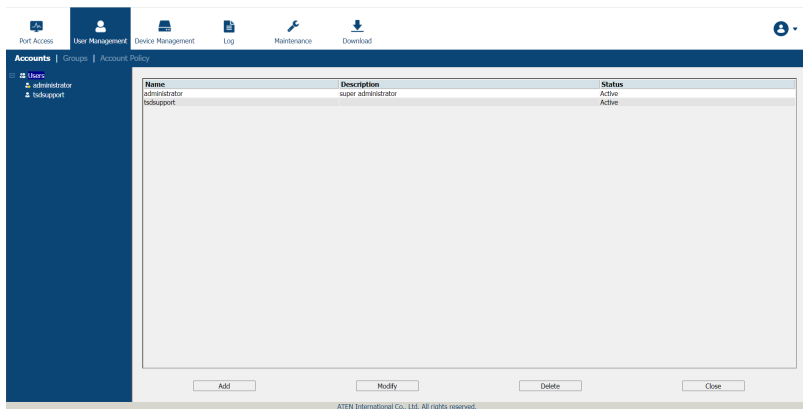 Port Access User Management Device Management Log Maintenance Download
Accounts | Groups | Account Policy
Users
administrator
tsdsupport
Name Description Status
administrator super administrator Active
tsdsupport Active
Add Modify Delete Close
ATEN International Co., Ltd. All rights reserved.